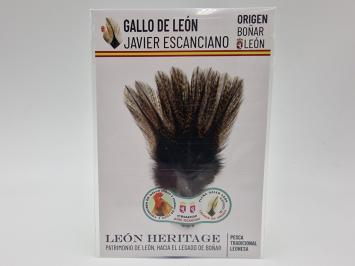 GALLO DE LEÓN
JAVIER ESCANCIANO
ORIGEN
BOÑAR
LEÓN
LEÓN HERITAGE
PATRIMONIO DE LEÓN, HACIA EL LEGADO DE BOÑAR
PESCA
TRADICIONAL
LEONESA